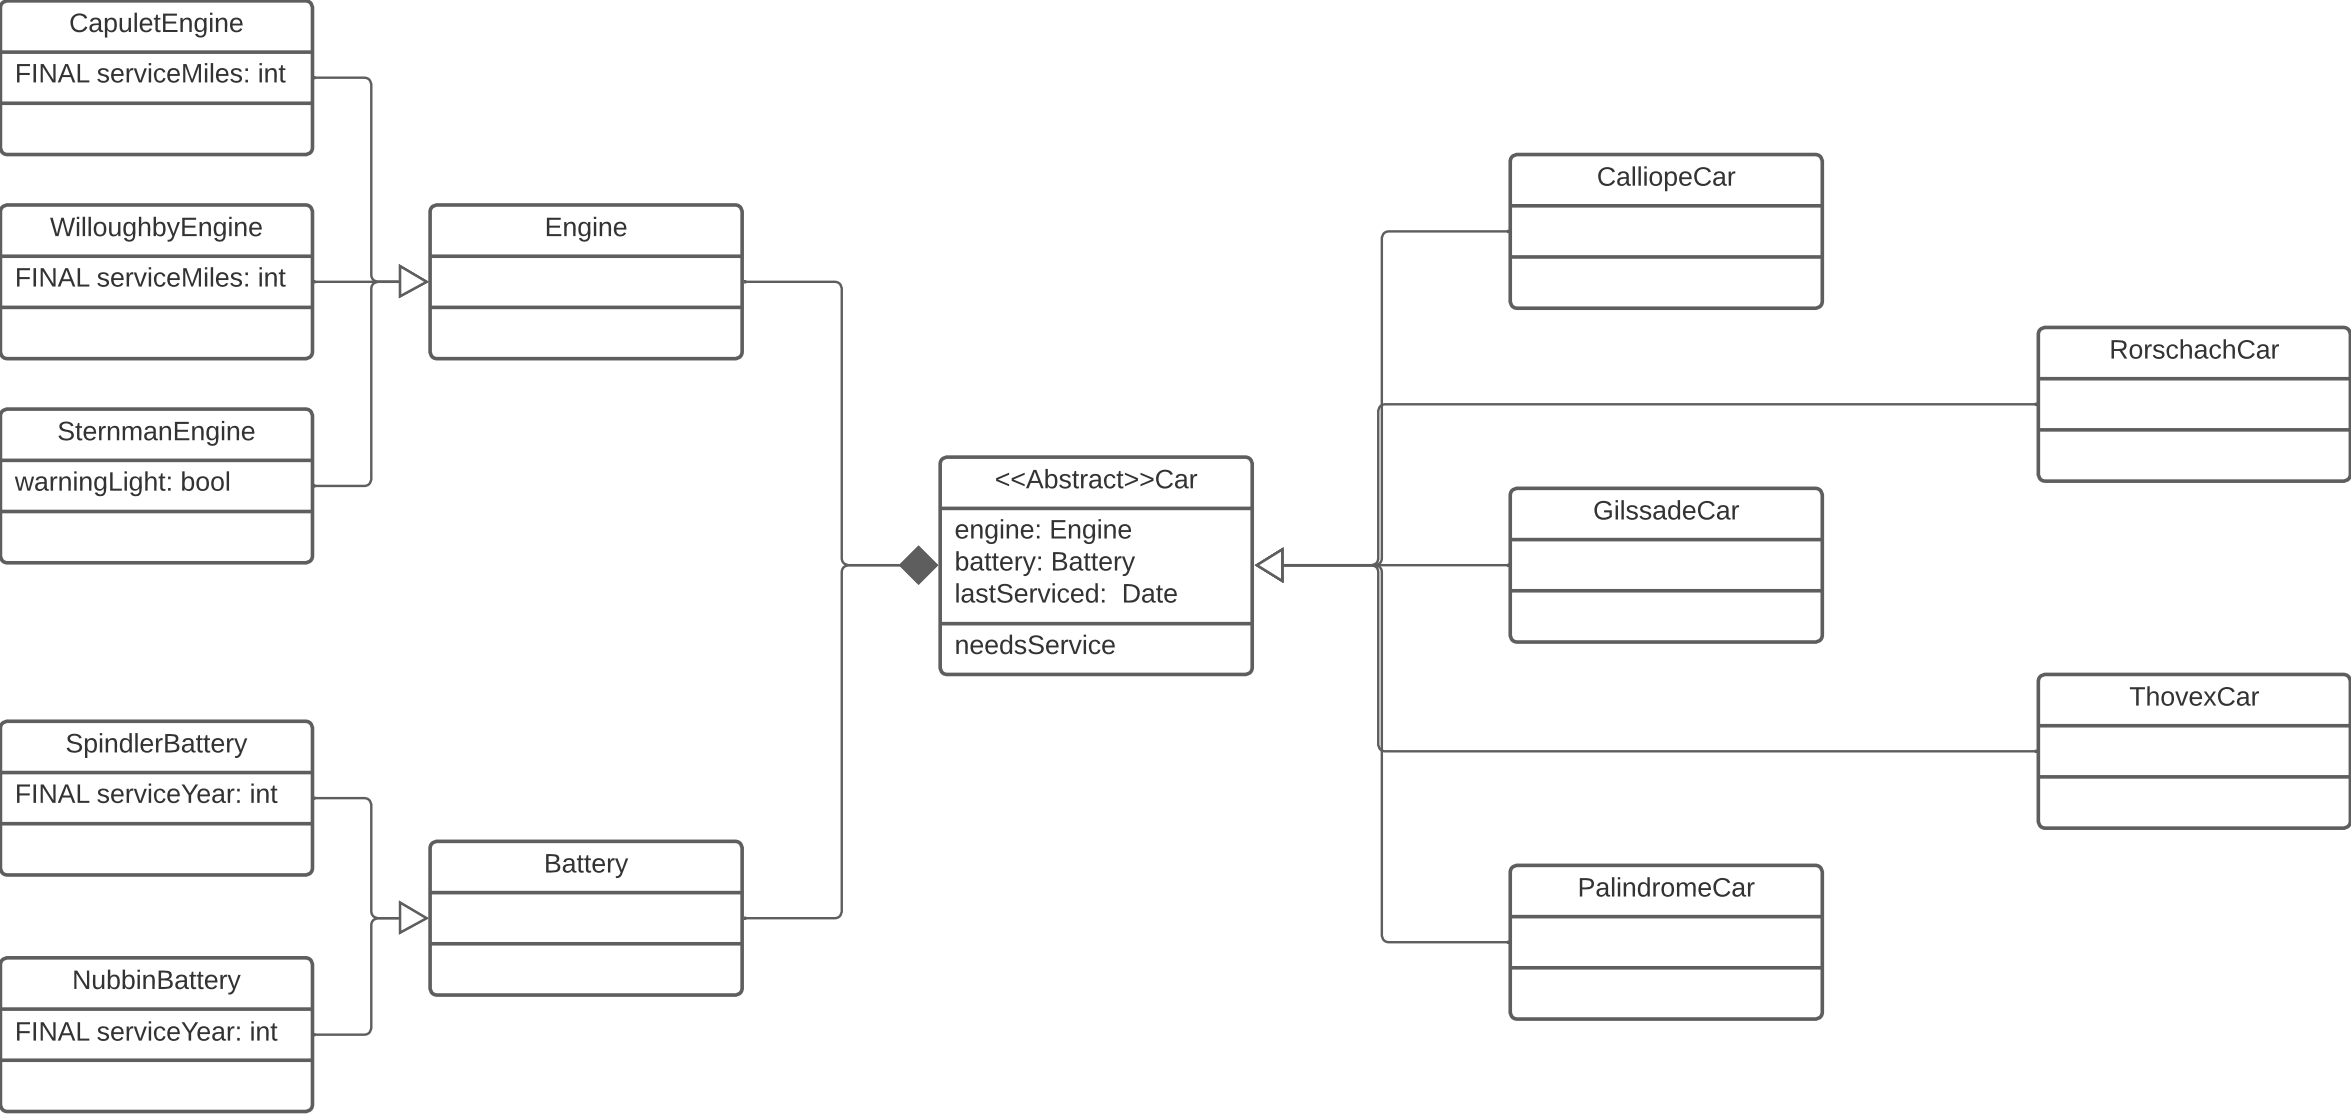 CapuletEngine
FINAL serviceMiles: int
WilloughbyEngine
FINAL serviceMiles: int
SternmanEngine
warningLight: bool
SpindlerBattery
FINAL serviceYear: int
NubbinBattery
FINAL serviceYear: int
Engine
Battery
<<Abstract>>Car
engine: Engine
battery: Battery
lastServiced:  Date
needsService
CalliopeCar
GilssadeCar
PalindromeCar
RorschachCar
ThovexCar